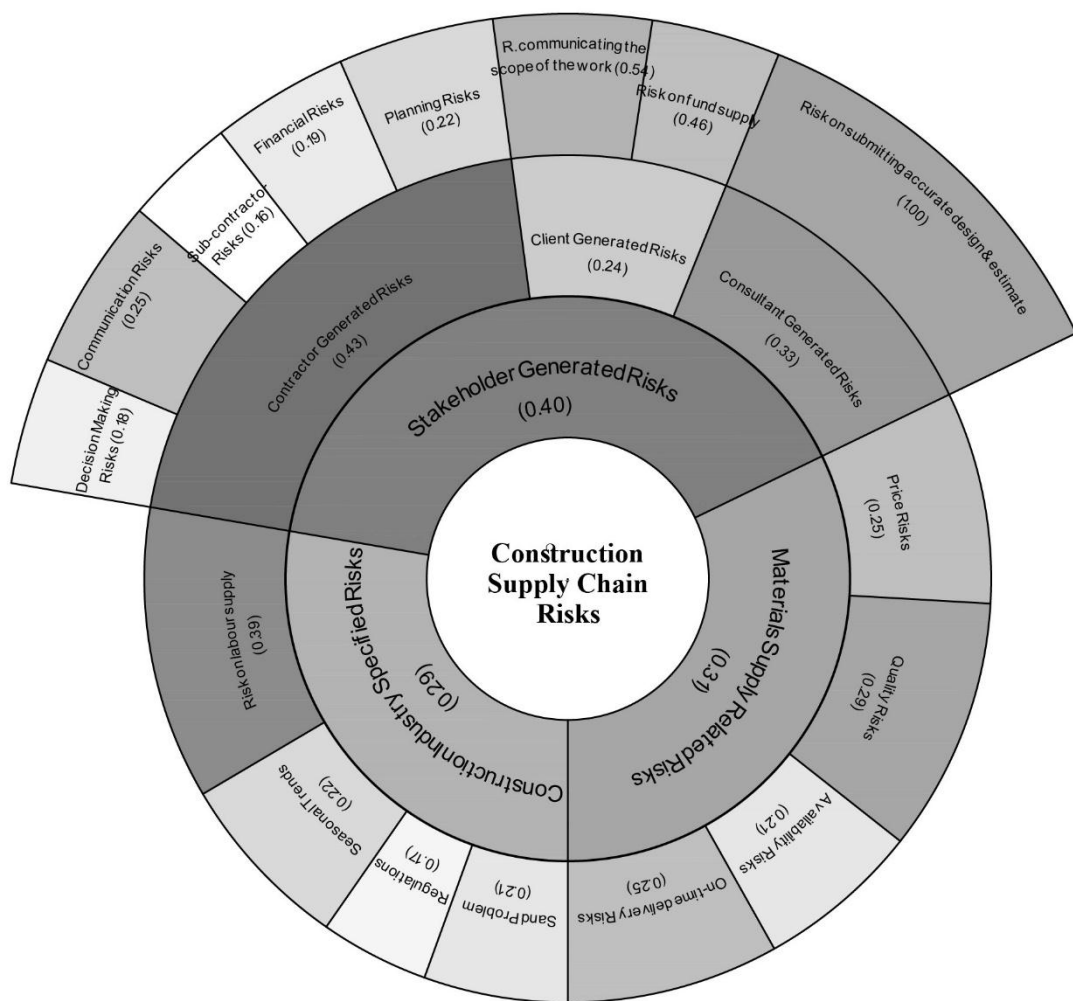 R. communicating the
scope of the work (0.54)
Risk on fund supply
(0.46)
Risk on submitting accurate design & estimate
(1.00)
Planning Risks
(0.22)
Financial Risks
(0.19)
Sub-contractor
Risks (0.16)
Communication Risks
(0.25)
Decision Making
Risks (0.18)
Contractor Generated Risks
(0.43)
Client Generated Risks
(0.24)
Consultant Generated Risks
(0.33)
Stakeholder Generated Risks
(0.40)
Construction
Supply Chain
Risks
Materials Supply Related Risks
(0.31)
Price Risks
(0.25)
Quality Risks
(0.29)
Availability Risks
(0.21)
On-time delivery Risks
(0.25)
Construction Industry Specified Risks
(0.29)
Risk on labour supply
(0.39)
Seasonal Trends
(0.22)
Regulations
(0.17)
Sand Problem
(0.21)